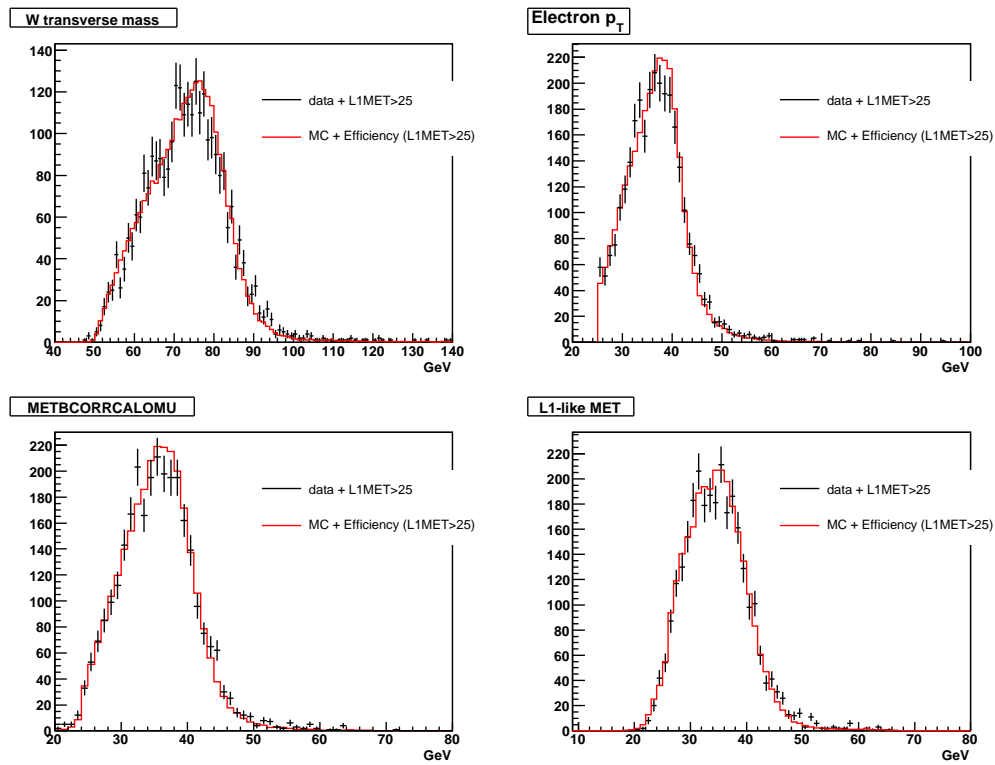 W transverse mass
140
120
100
80
60
40
20
0
data + L1MET>25
MC + Efficiency (L1MET>25)
40 50 60 70 80 90 100 110 120 130 140
GeV
Electron p_T
220
200
180
160
140
120
100
80
60
40
20
0
data + L1MET>25
MC + Efficiency (L1MET>25)
20 30 40 50 60 70 80 90 100
GeV
METBCORRCALOMU
220
200
180
160
140
120
100
80
60
40
20
0
data + L1MET>25
MC + Efficiency (L1MET>25)
20 30 40 50 60 70 80
GeV
L1-like MET
220
200
180
160
140
120
100
80
60
40
20
0
data + L1MET>25
MC + Efficiency (L1MET>25)
10 20 30 40 50 60 70 80
GeV